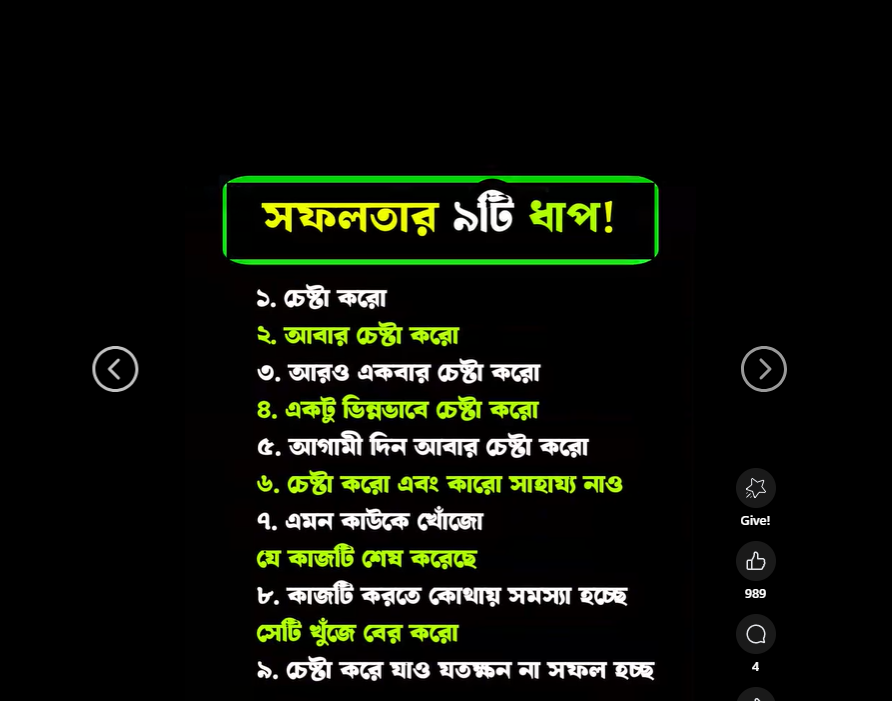 সফলতার ৯টি ধাপ!
১. চেষ্টা করো
২. আবার চেষ্টা করো
৩. আরও একবার চেষ্টা করো
৪. একটু ভিন্নভাবে চেষ্টা করো
৫. আগামী দিন আবার চেষ্টা করো
৬. চেষ্টা করো এবং কারো সাহায্য নাও
৭. এমন কাউকে খোঁজো
যে কাজটি শেষ করেছে
৮. কাজটি করতে কোথায় সমস্যা হচ্ছে
সেটি খুঁজে বের করো
৯. চেষ্টা করে যাও যতক্ষন না সফল হচ্ছ
Give!
989
4